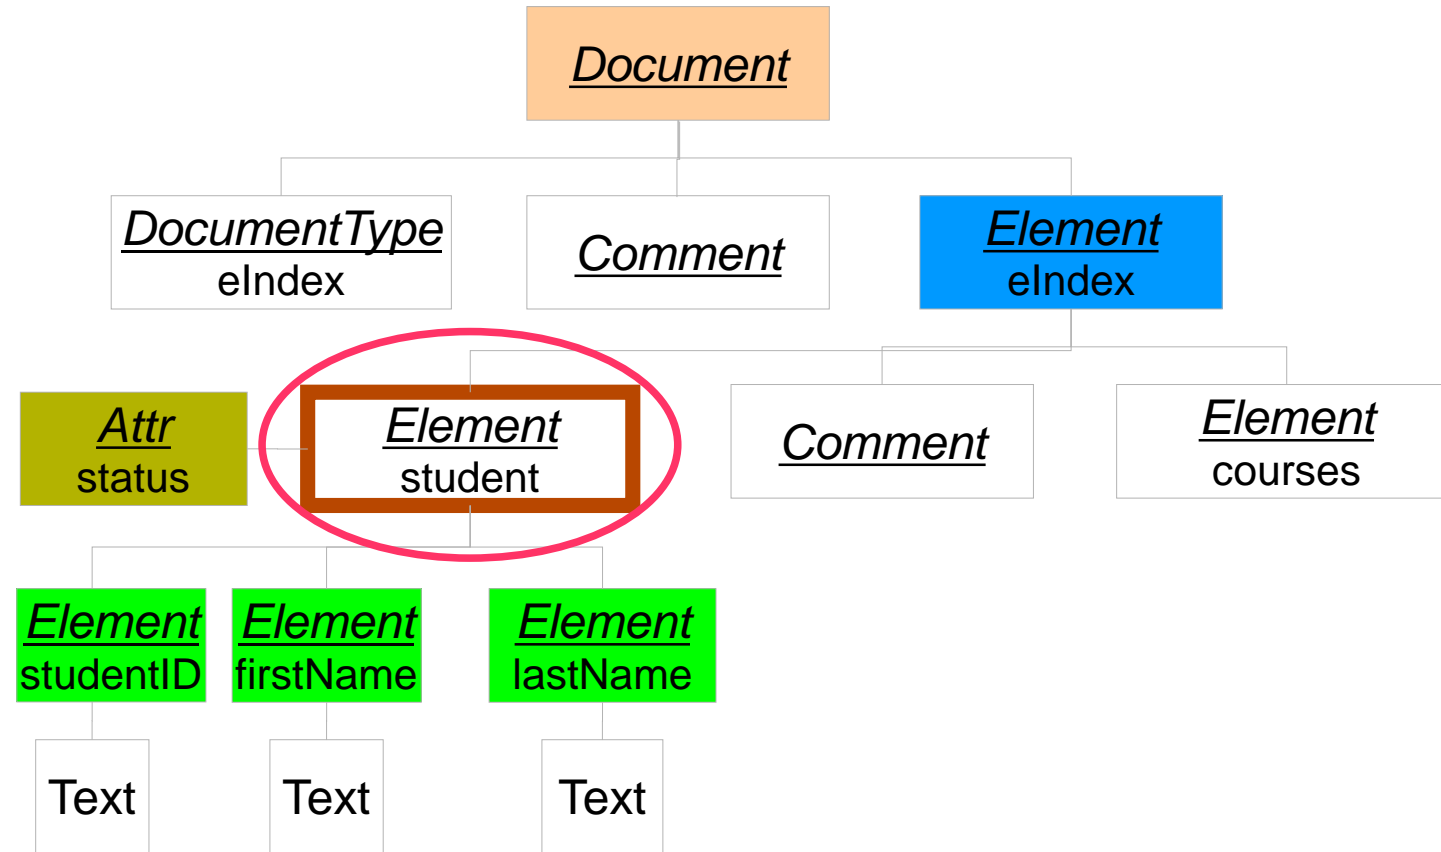 Document
DocumentType
eIndex
Comment
Element
eIndex
Attr
status
Element
student
Comment
Element
courses
Element
studentID
Element
firstName
Element
lastName
Text
Text
Text